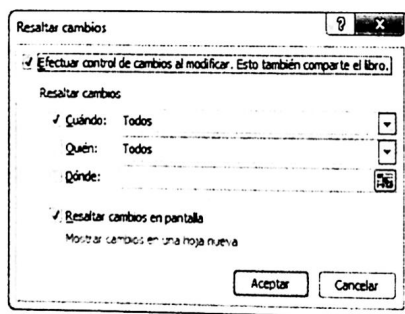 Resaltar cambios
?
Efectuar control de cambios al modificar. Esto también comparte el libro.
Resaltar cambios
Cuándo: Todos
Quién: Todos
Dónde:
Resaltar cambios en pantalla
Mostrar cambios en una hoja nueva
Aceptar Cancelar